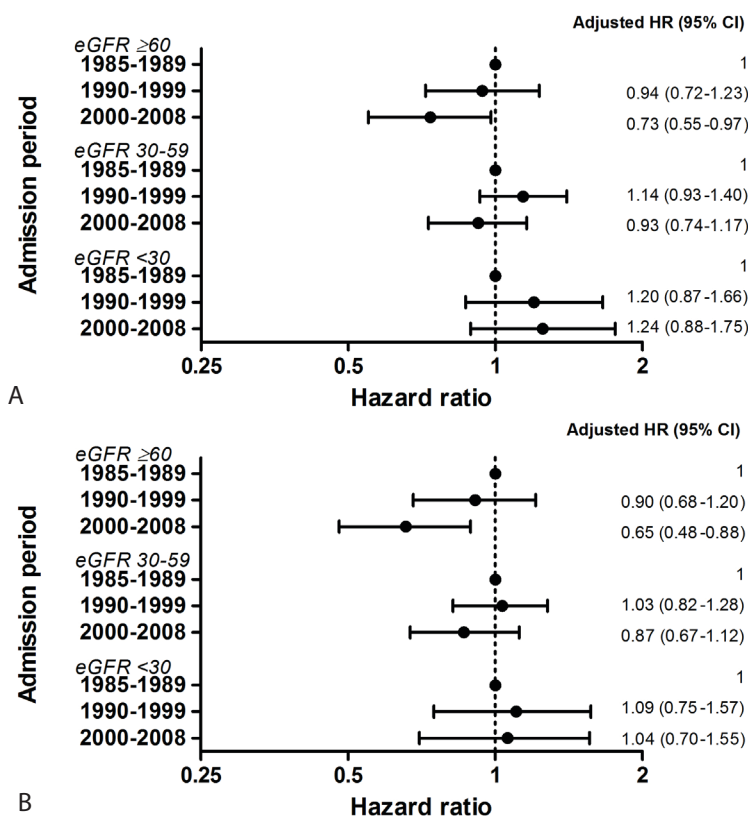 Adjusted HR (95% CI)
Admission period
eGFR ≥60
1985-1989 1
1990-1999 0.94 (0.72-1.23)
2000-2008 0.73 (0.55-0.97)
eGFR 30-59
1985-1989 1
1990-1999 1.14 (0.93-1.40)
2000-2008 0.93 (0.74-1.17)
eGFR <30
1985-1989 1
1990-1999 1.20 (0.87-1.66)
2000-2008 1.24 (0.88-1.75)
0.25 0.5 1 2
A Hazard ratio
Adjusted HR (95% CI)
Admission period
eGFR ≥60
1985-1989 1
1990-1999 0.90 (0.68-1.20)
2000-2008 0.65 (0.48-0.88)
eGFR 30-59
1985-1989 1
1990-1999 1.03 (0.82-1.28)
2000-2008 0.87 (0.67-1.12)
eGFR <30
1985-1989 1
1990-1999 1.09 (0.75-1.57)
2000-2008 1.04 (0.70-1.55)
0.25 0.5 1 2
B Hazard ratio